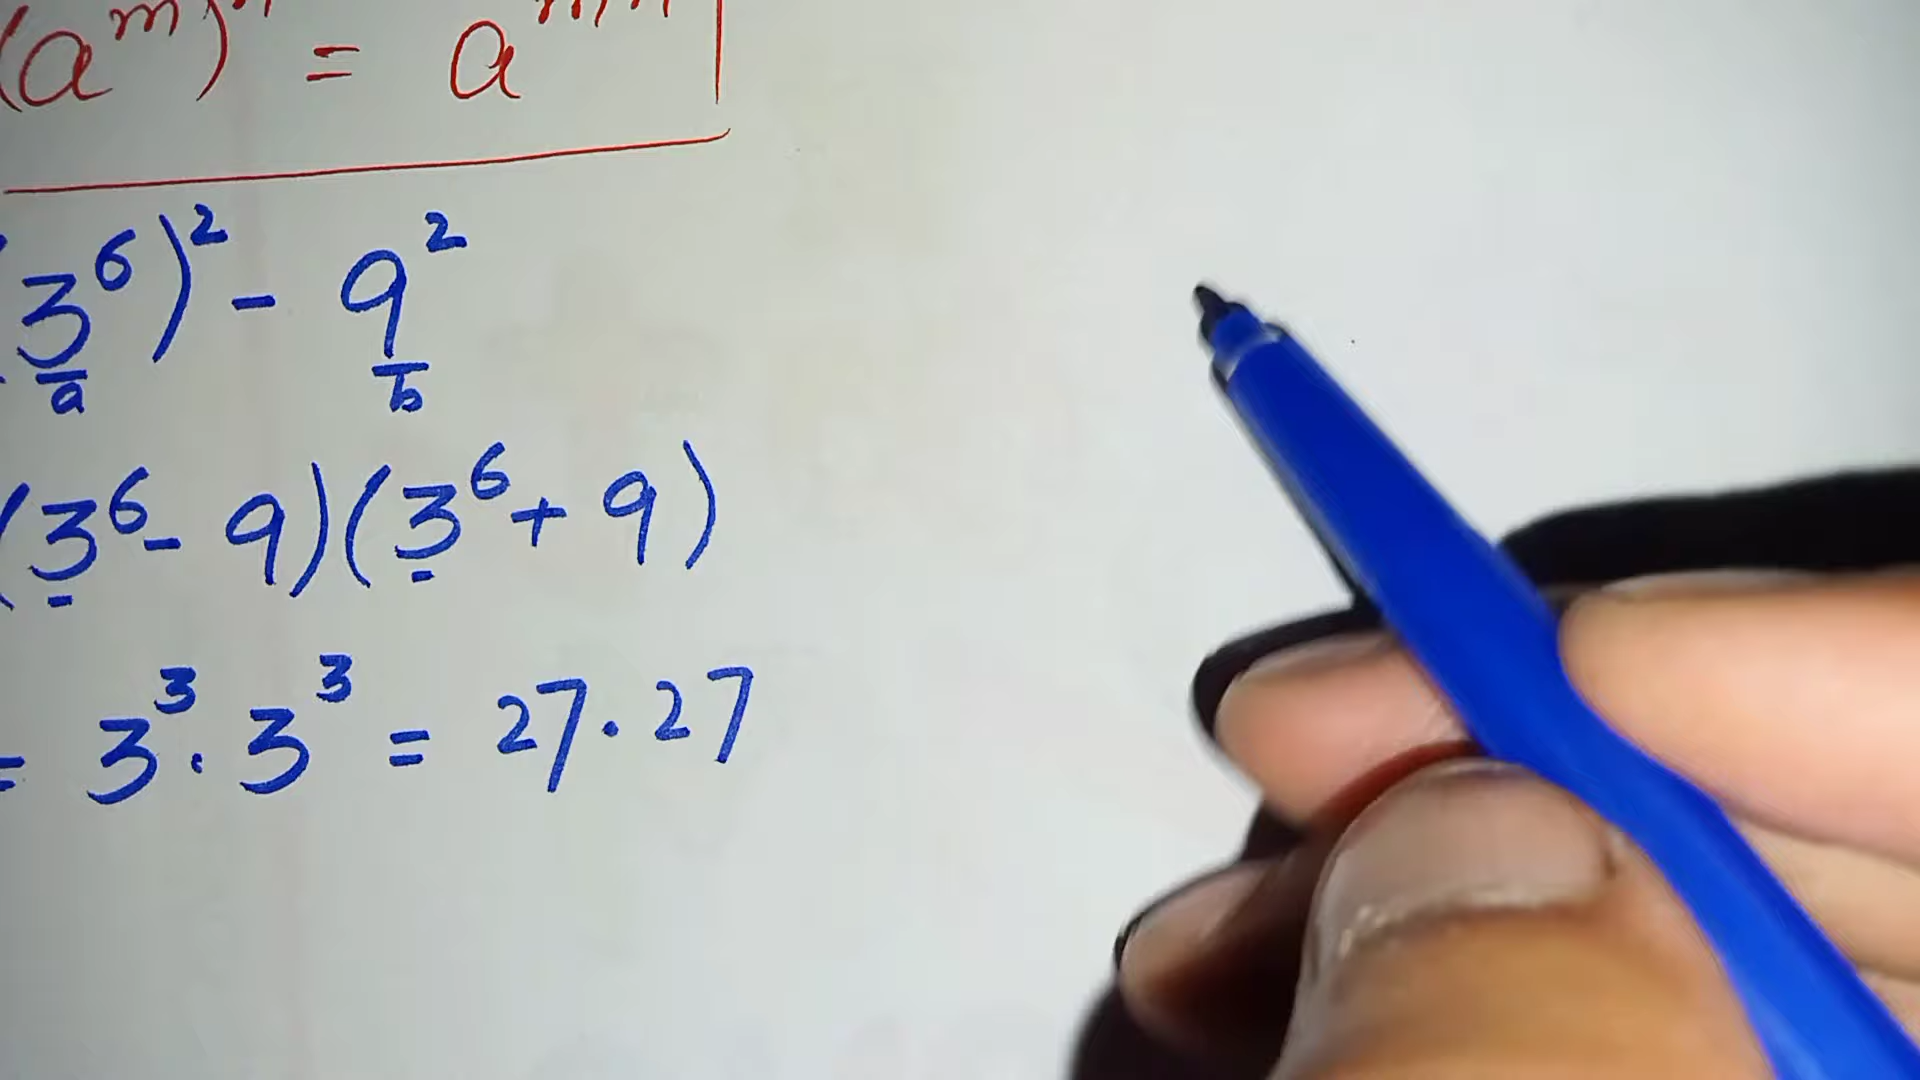 (a^m)^n = a^mn
(3^6)^2 - 9^2
a b
(3^6 - 9)(3^6 + 9)
= 3^3 . 3^3 = 27 . 27